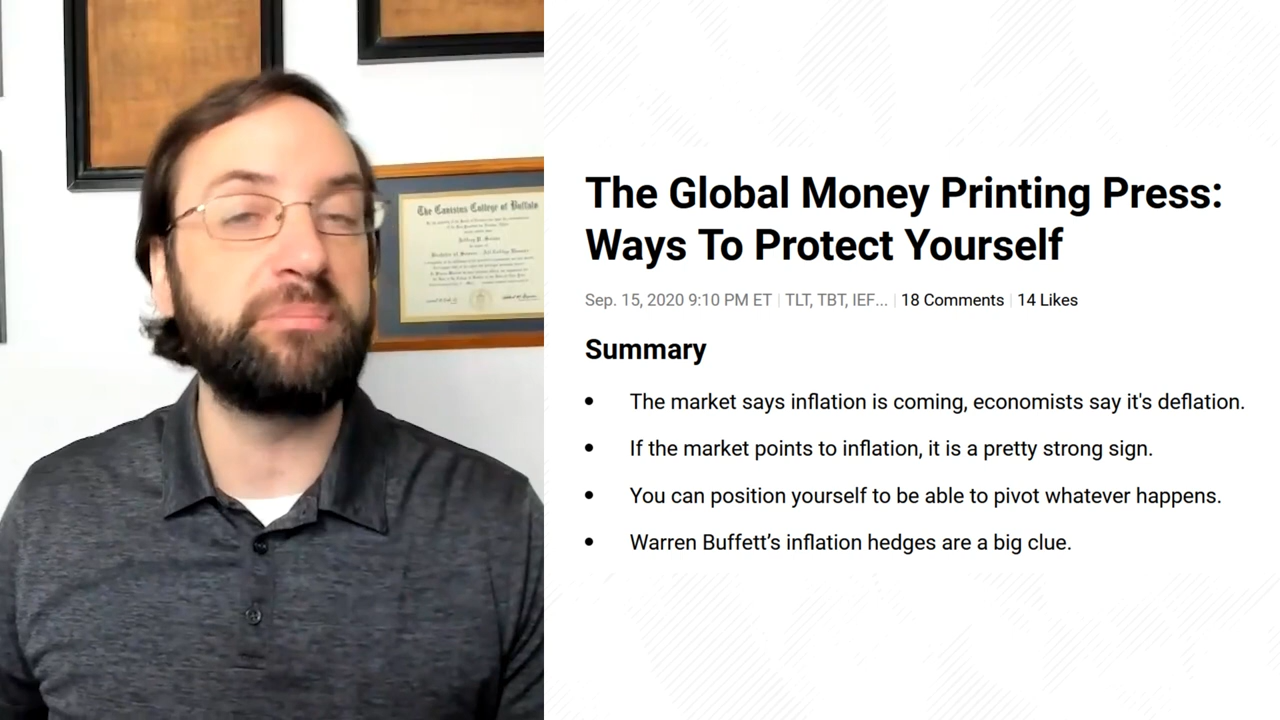 The Canisius College of Buffalo
The Global Money Printing Press:
Ways To Protect Yourself
Sep. 15, 2020 9:10 PM ET | TLT, TBT, IEF... | 18 Comments | 14 Likes
Summary
• The market says inflation is coming, economists say it's deflation.
• If the market points to inflation, it is a pretty strong sign.
• You can position yourself to be able to pivot whatever happens.
• Warren Buffett’s inflation hedges are a big clue.